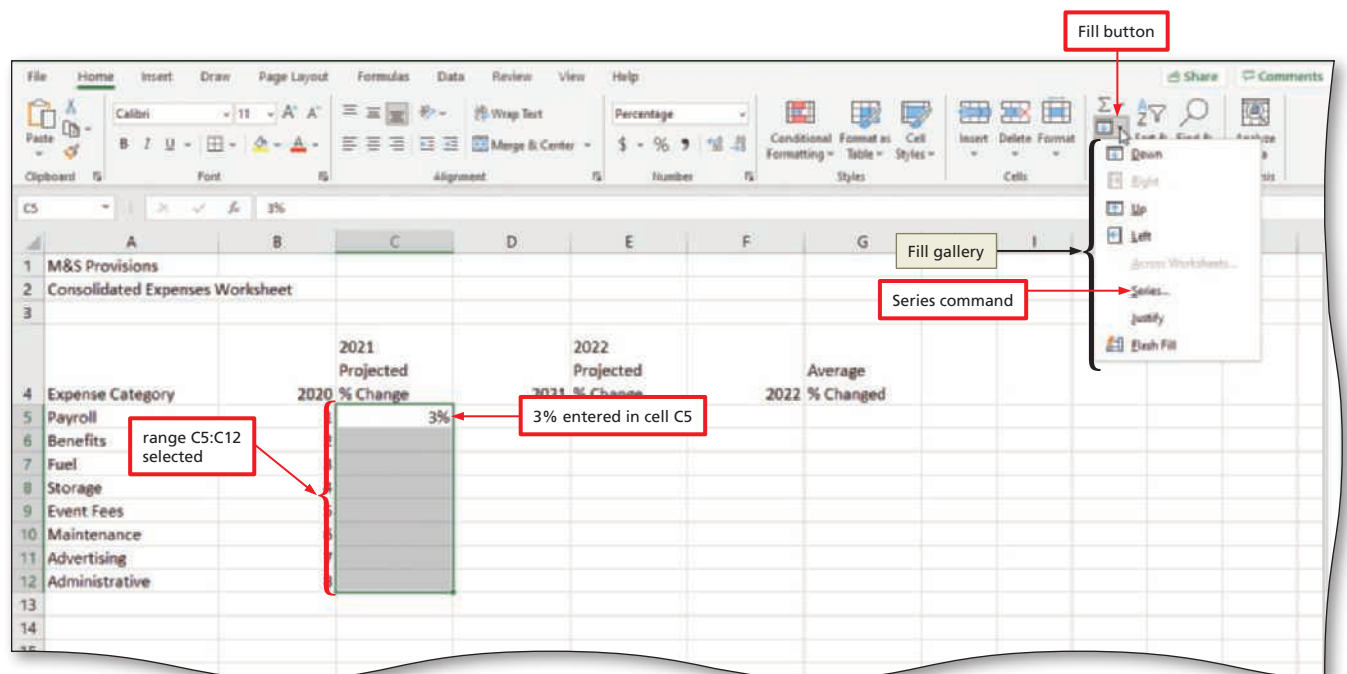 Fill button
File Home Insert Draw Page Layout Formulas Data Review View Help Share Comments
Calibri 11 A A Wrap Text Percentage
Paste B I U A Merge & Center $ % Conditional Formatting Format as Table Cell Styles Insert Delete Format
Clipboard Font Alignment Number Styles Cells
Down
Right
Up
Left
Across Worksheets...
Series...
Justify
Flash Fill
Fill gallery
Series command
C5 fx 3%
A B C D E F G I
1 M&S Provisions
2 Consolidated Expenses Worksheet
3
2021 2022
Projected Projected Average
4 Expense Category 2020 % Change 2021 % Change 2022 % Changed
5 Payroll 1 3%
3% entered in cell C5
6 Benefits 2
range C5:C12
selected
7 Fuel
8 Storage 4
9 Event Fees
10 Maintenance
11 Advertising
12 Administrative
13
14